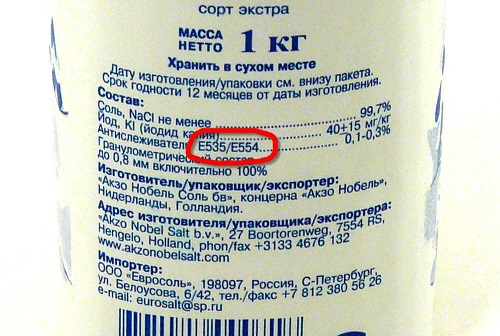 сорт экстра
МАССА
НЕТТО 1 кг
Хранить в сухом месте
Дату изготовления/упаковки см. внизу пакета.
Срок годности 12 месяцев от даты изготовления.
Состав:
Соль, NaCl не менее ........ 99,7%
Йод, KI (йодид калия) ........ 40+15 мг/кг
Антислеживатель E535/E554 ........ 0,1-0,3%
Гранулометрический состав
до 0,8 мм включительно 100%
Изготовитель/упаковщик/экспортер:
«Акзо Нобель Соль бв», концерна «Акзо Нобель»,
Нидерланды, Голландия.
Адрес изготовителя/упаковщика/экспортера:
«Akzo Nobel Salt b.v.», 27 Boortorenweg, 7554 RS,
Hengelo, Holland, phon/fax +3133 4676 132
www.akzonobelsalt.com
Импортер:
ООО «Евросоль», 198097, Россия, С-Петербург,
ул. Белоусова, 6/42, тел./факс +7 812 380 56 26
e-mail: eurosalt@sp.ru